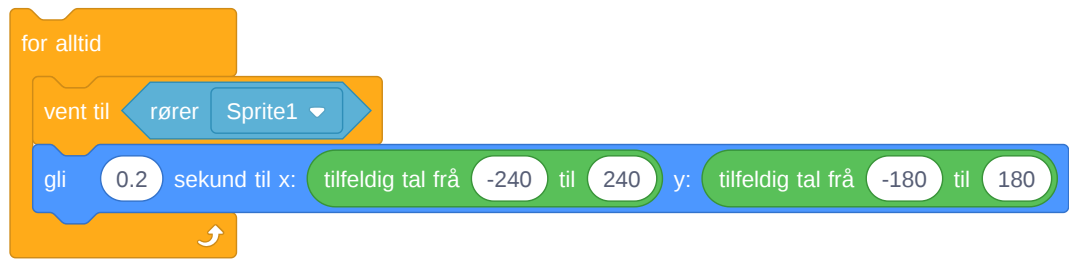 for alltid
vent til rører Sprite1
gli 0.2 sekund til x: tilfeldig tal frå -240 til 240 y: tilfeldig tal frå -180 til 180